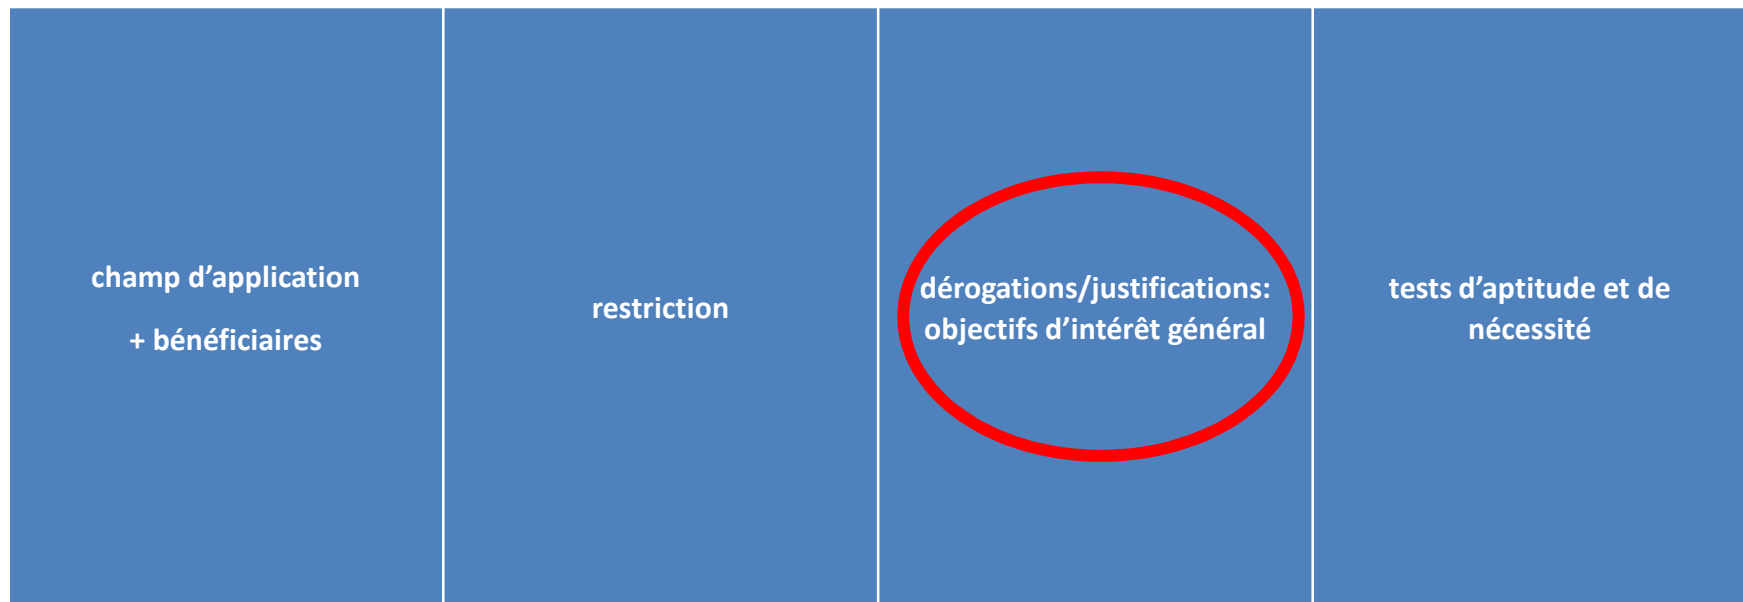 champ d’application
+ bénéficiaires
restriction
dérogations/justifications:
objectifs d’intérêt général
tests d’aptitude et de
nécessité